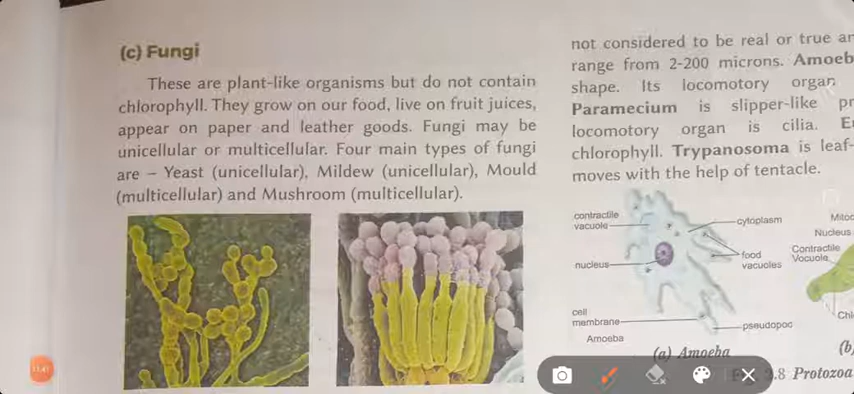 (c) Fungi
These are plant-like organisms but do not contain
chlorophyll. They grow on our food, live on fruit juices,
appear on paper and leather goods. Fungi may be
unicellular or multicellular. Four main types of fungi
are – Yeast (unicellular), Mildew (unicellular), Mould
(multicellular) and Mushroom (multicellular).
not considered to be real or true
range from 2-200 microns.
shape. Its locomotory organ
Paramecium is slipper-like
locomotory organ is cilia.
chlorophyll. Trypanosoma is leaf-
moves with the help of tentacle.
contractile
vacuole
cytoplasm
nucleus
food
vacuoles
cell
membrane
pseudopod
Amoeba
(a) Amoeba
Nucleus
Contractile
Vocuole
.8 Protozoa